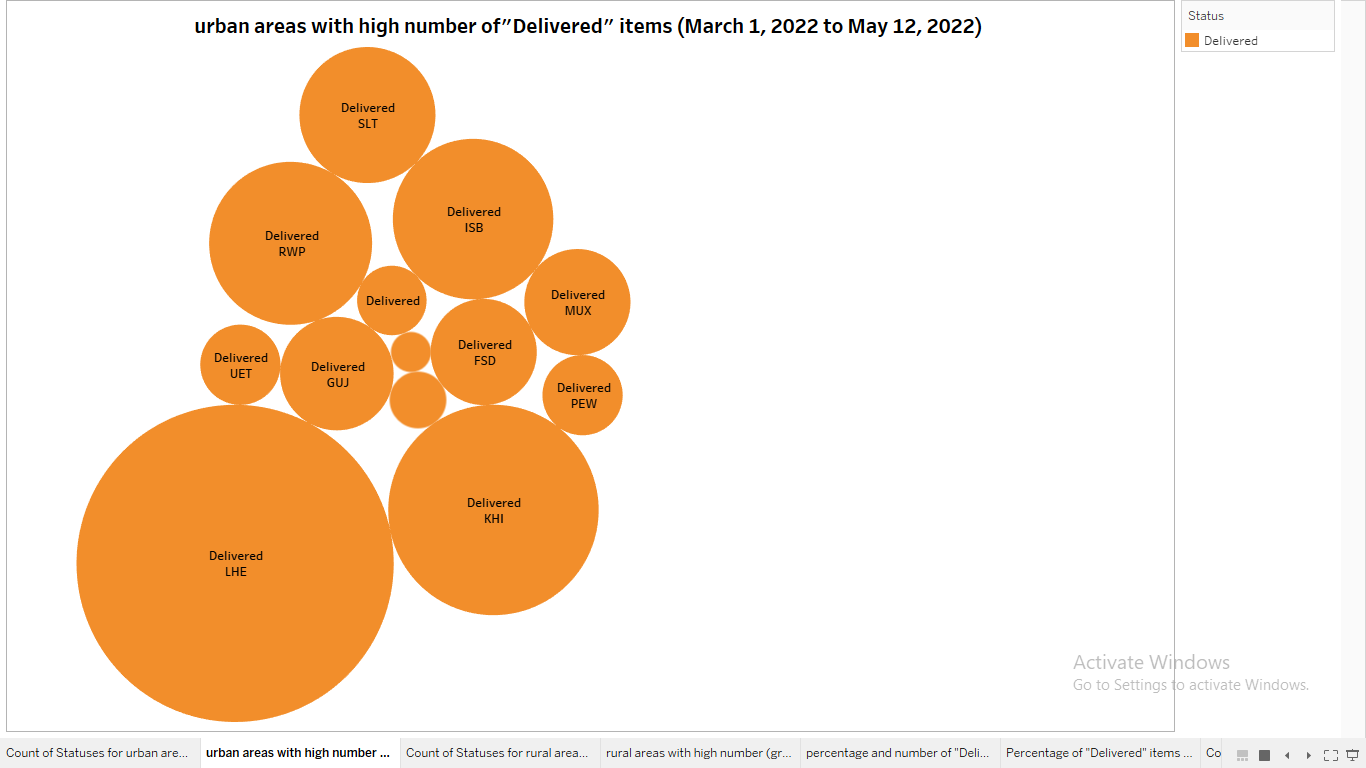 urban areas with high number of”Delivered” items (March 1, 2022 to May 12, 2022)
Status
Delivered
Delivered
SLT
Delivered
ISB
Delivered
RWP
Delivered
MUX
Delivered
Delivered
FSD
Delivered
UET
Delivered
GUJ
Delivered
PEW
Delivered
KHI
Delivered
LHE
Activate Windows
Go to Settings to activate Windows.
Count of Statuses for urban are...
urban areas with high number ...
Count of Statuses for rural area...
rural areas with high number (gr...
percentage and number of "Deli...
Percentage of "Delivered" items ...
Co